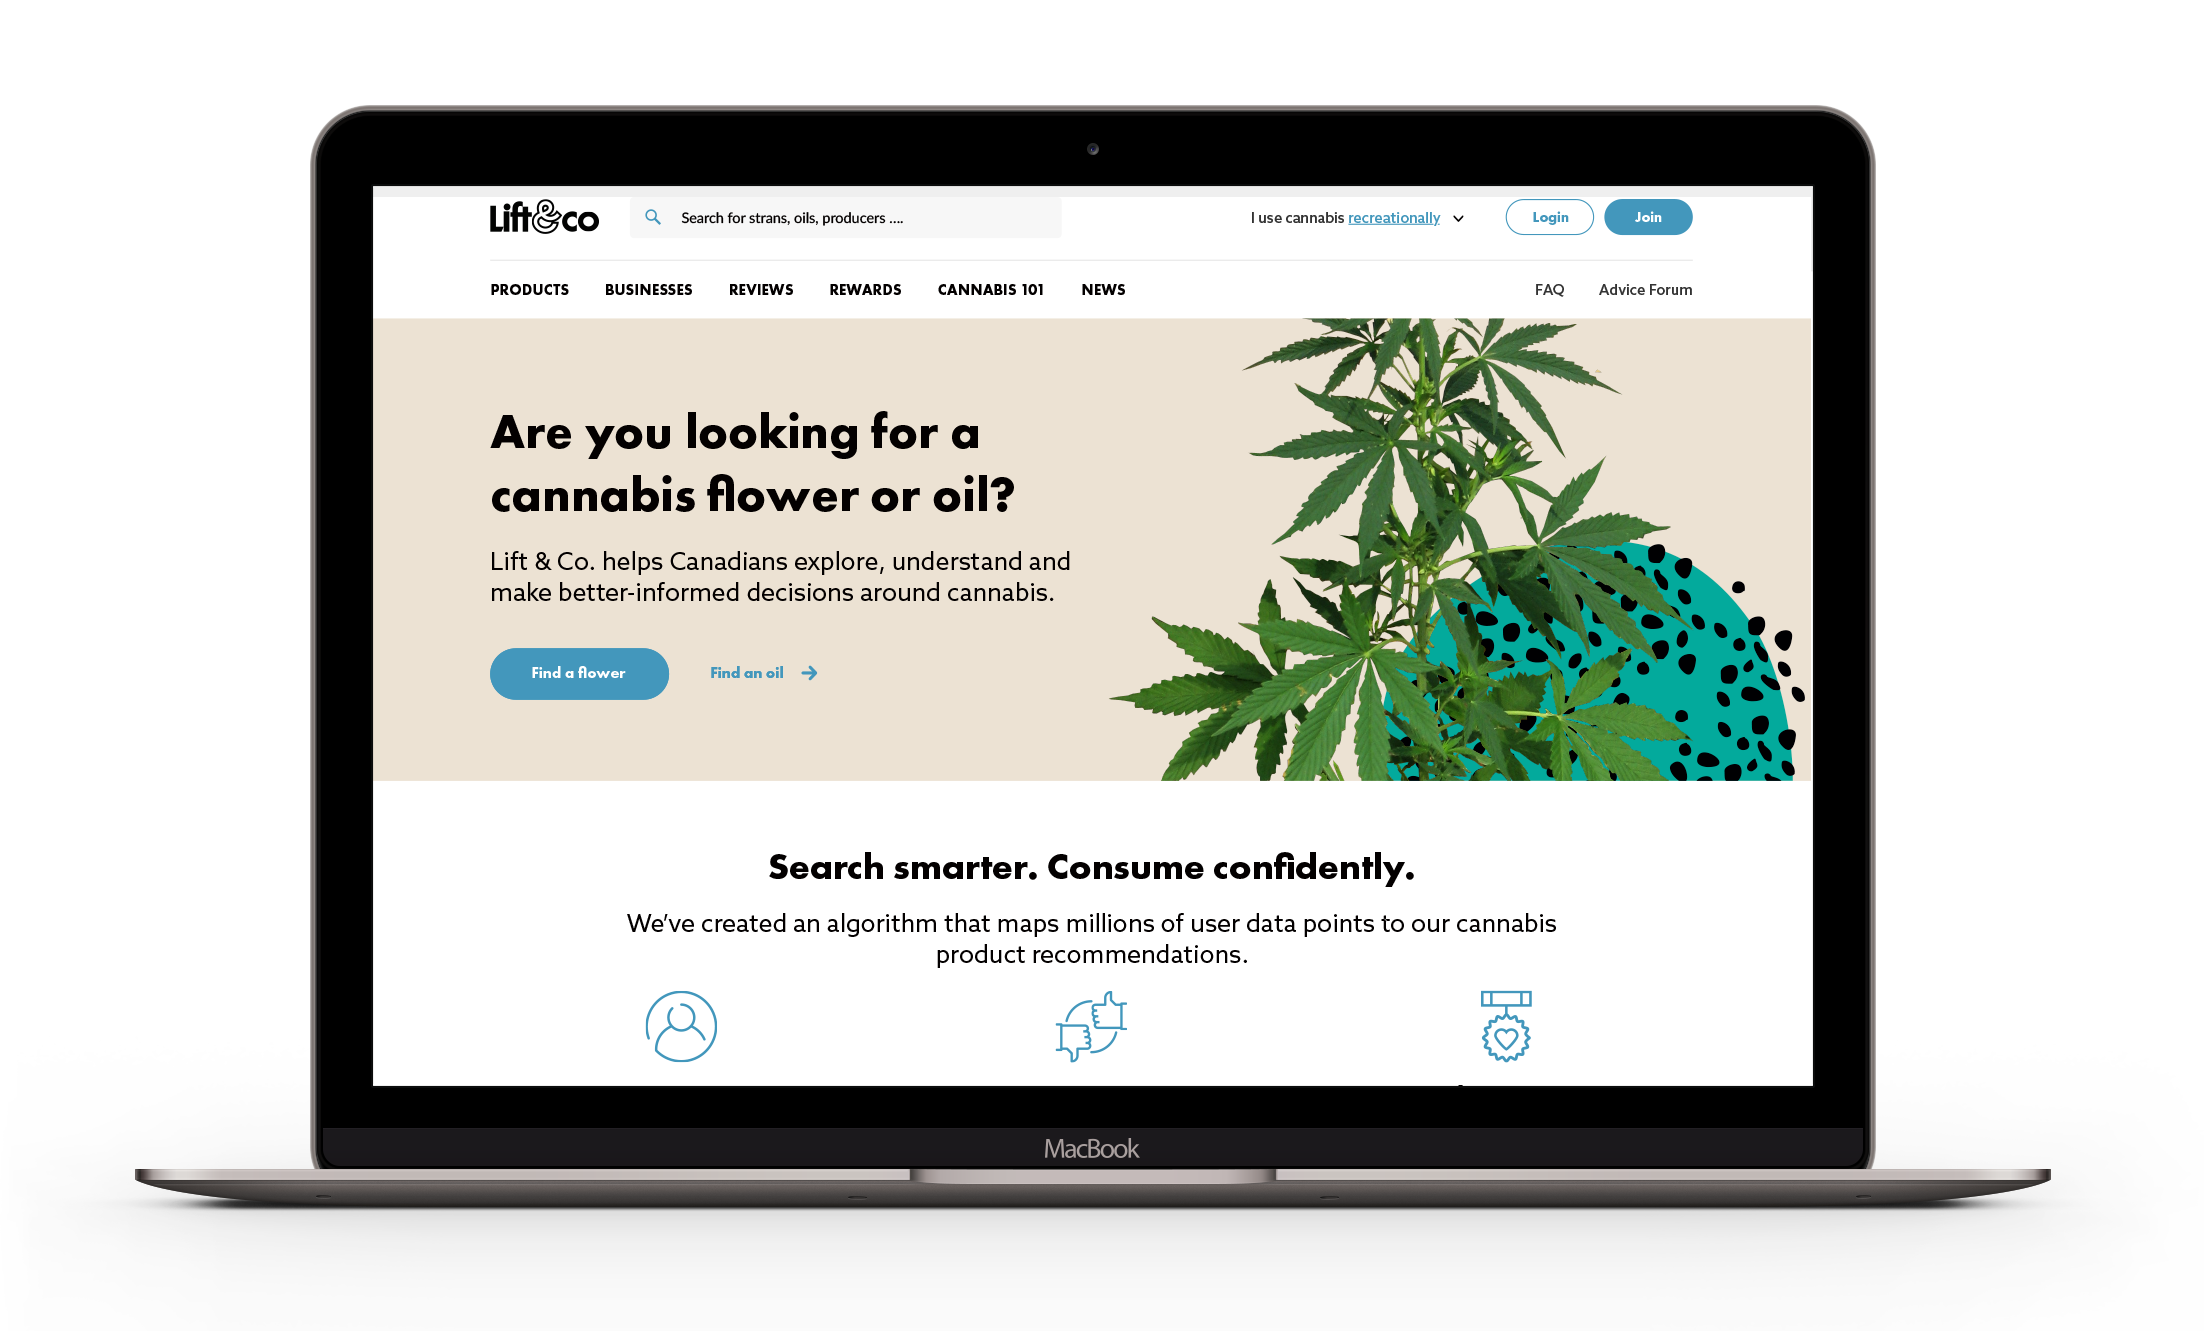 Lift&co
Search for strans, oils, producers ....
I use cannabis recreationally
Login
Join
PRODUCTS BUSINESSES REVIEWS REWARDS CANNABIS 101 NEWS
FAQ Advice Forum
Are you looking for a
cannabis flower or oil?
Lift & Co. helps Canadians explore, understand and
make better-informed decisions around cannabis.
Find a flower
Find an oil
Search smarter. Consume confidently.
We've created an algorithm that maps millions of user data points to our cannabis
product recommendations.
MacBook